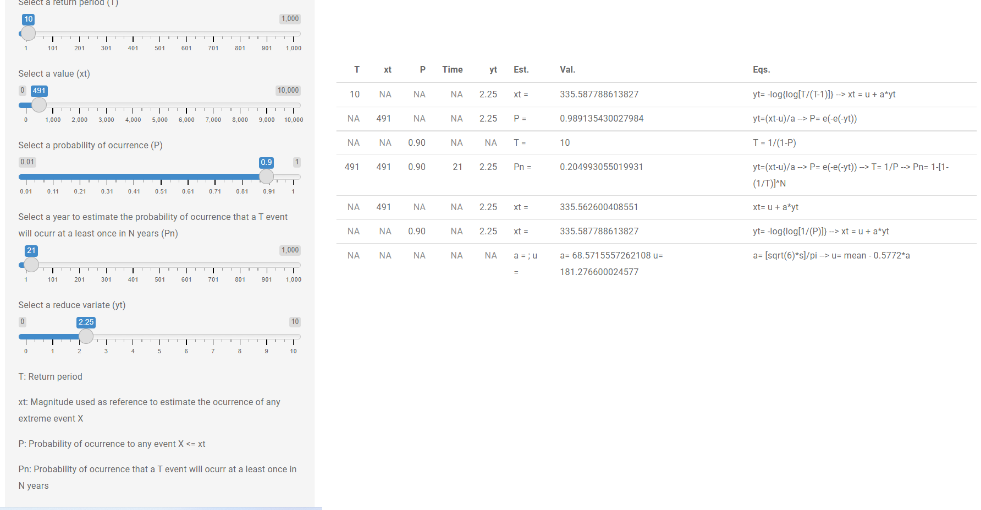 Select a return period (T)
10 1,000
1 101 201 301 401 501 601 701 801 901 1,000
Select a value (xt)
0 491 10,000
0 1,000 2,000 3,000 4,000 5,000 6,000 7,000 8,000 9,000 10,000
Select a probability of ocurrence (P)
0.01 0.9 1
0.01 0.11 0.21 0.31 0.41 0.51 0.61 0.71 0.81 0.91 1
Select a year to estimate the probability of ocurrence that a T event
will ocurr at a least once in N years (Pn)
21 1,000
1 101 201 301 401 501 601 701 801 901 1,000
Select a reduce variate (yt)
0 2.25 10
0 1 2 3 4 5 6 7 8 9 10
T: Return period
xt: Magnitude used as reference to estimate the ocurrence of any
extreme event X
P: Probability of ocurrence to any event X <= xt
Pn: Probability of ocurrence that a T event will ocurr at a least once in
N years
T xt P Time yt Est. Val. Eqs.
10 NA NA NA 2.25 xt = 335.587788613827 yt= -log{log[T/(T-1)]} --> xt = u + a*yt
NA 491 NA NA 2.25 P = 0.989135430027984 yt=(xt-u)/a --> P= e(-e(-yt))
NA NA 0.90 NA NA T = 10 T = 1/(1-P)
491 491 0.90 21 2.25 Pn = 0.204993055019931 yt=(xt-u)/a --> P= e(-e(-yt)) --> T= 1/P --> Pn= 1-[1-
(1/T)]^N
NA 491 NA NA 2.25 xt = 335.562600408551 xt= u + a*yt
NA NA 0.90 NA 2.25 xt = 335.587788613827 yt= -log{log[1/(P)]} --> xt = u + a*yt
NA NA NA NA NA a = ; u a= 68.5715557262108 u= a= [sqrt(6)*s]/pi --> u= mean - 0.5772*a
= 181.276600024577